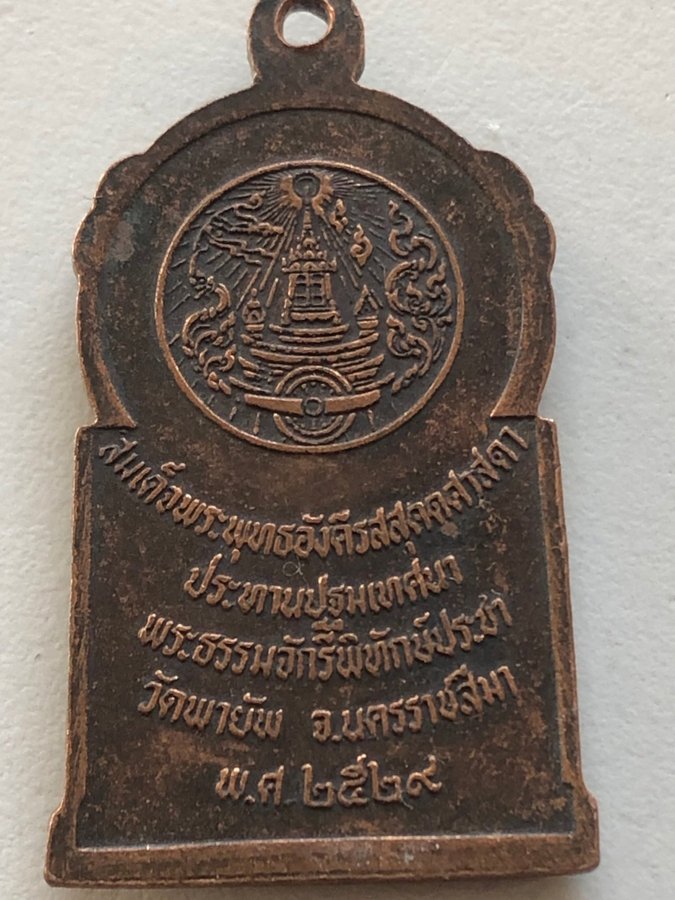 สมเด็จพระพุทธอังคีรสสุคตศาสดา
ประทานปฐมเทศนา
พระธรรมจักรีพิทักษ์ประชา
วัดพายัพ จ.นครราชสีมา
พ.ศ ๒๕๒๙